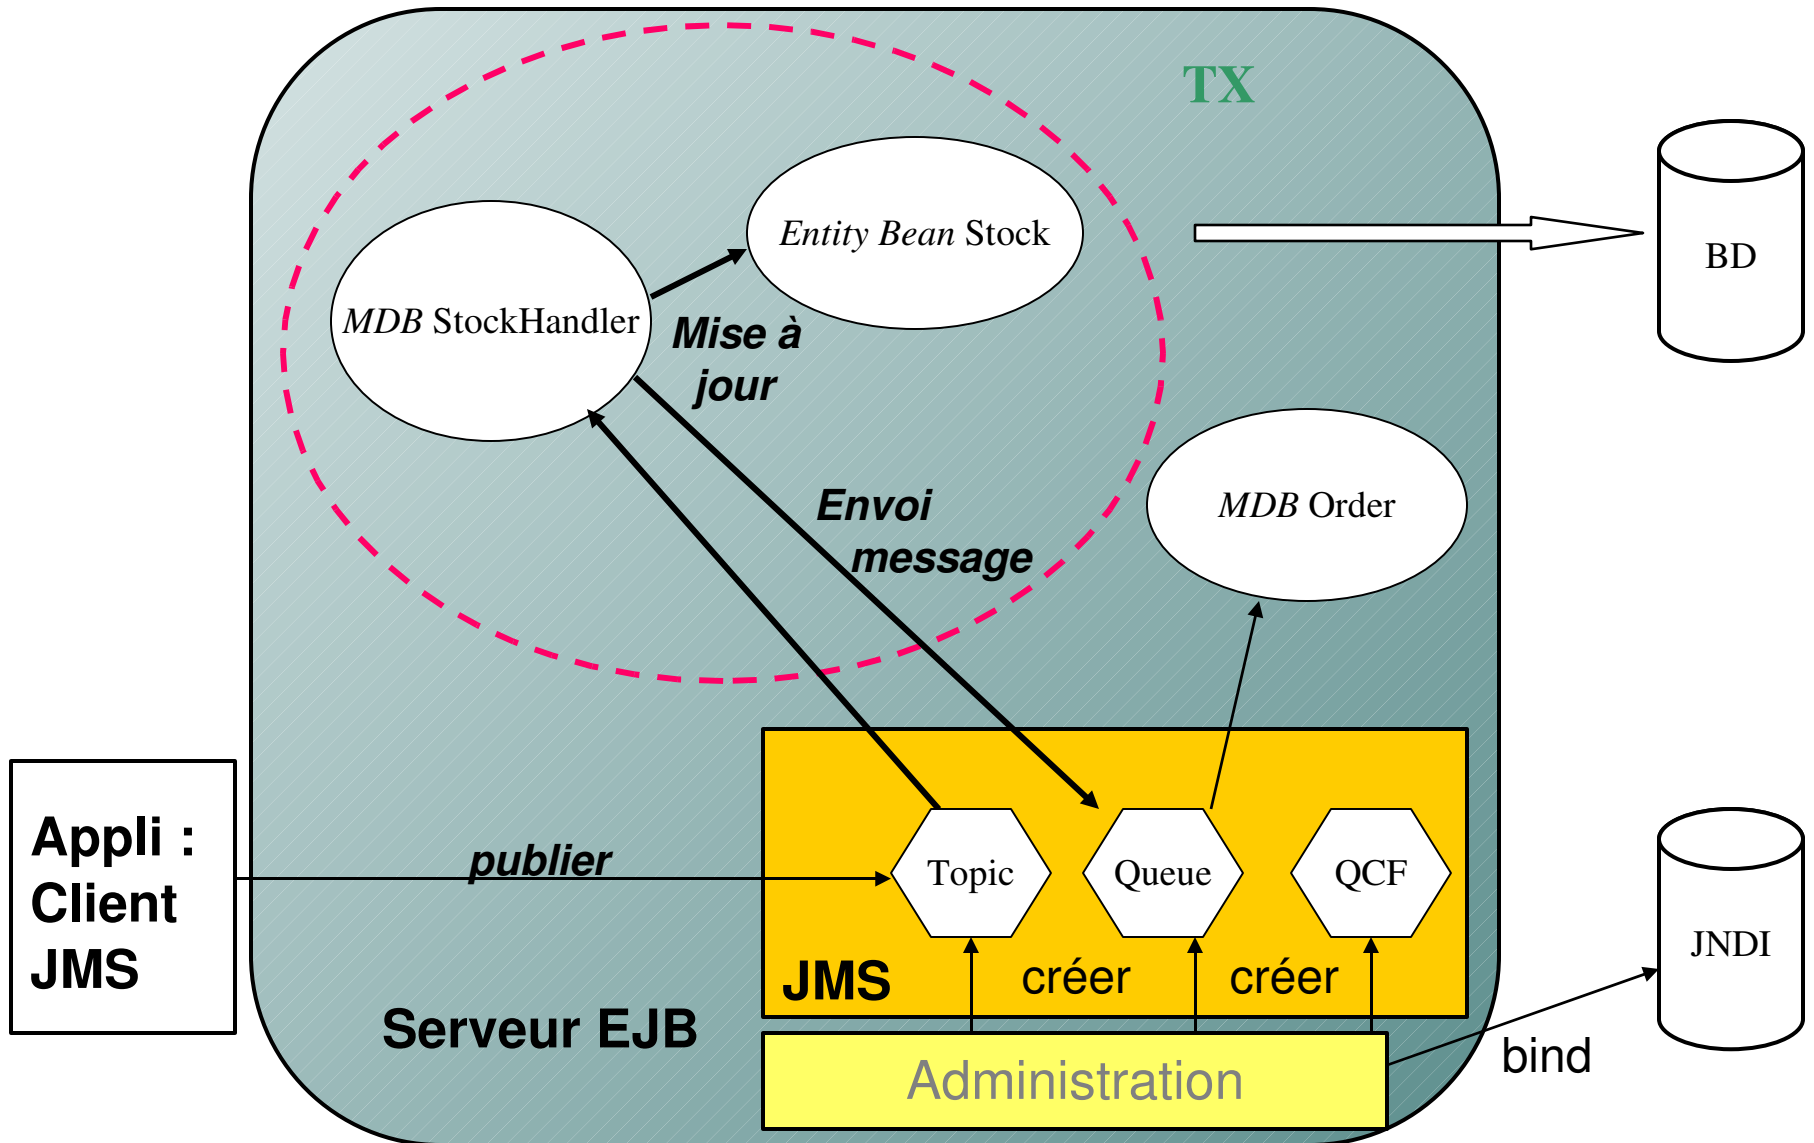 TX
Entity Bean Stock
BD
MDB StockHandler
Mise à
jour
Envoi
message
MDB Order
Appli :
Client
JMS
publier
Topic
Queue
QCF
JNDI
JMS
créer
créer
Serveur EJB
bind
Administration